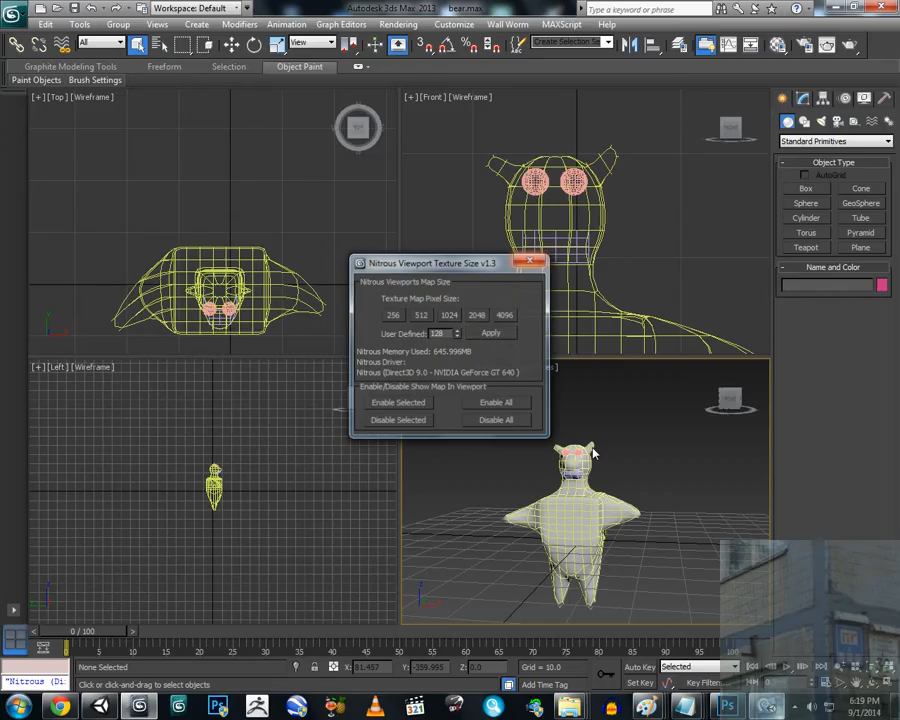 Workspace: Default
Autodesk 3ds Max 2013
bear.max
Type a keyword or phrase
Edit Tools Group Views Create Modifiers Animation Graph Editors Rendering Customize Wall Worm MAXScript Help
All
View
Create Selection Se
Graphite Modeling Tools Freeform Selection Object Paint
Paint Objects Brush Settings
[+] [Top] [Wireframe]
[+] [Front] [Wireframe]
TOP
FRONT
Standard Primitives
Object Type
AutoGrid
Box Cone
Sphere GeoSphere
Cylinder Tube
Torus Pyramid
Teapot Plane
Name and Color
Nitrous Viewport Texture Size v1.3
Nitrous Viewports Map Size
Texture Map Pixel Size:
256 512 1024 2048 4096
User Defined: 128 Apply
Nitrous Memory Used: 645.996MB
Nitrous Driver:
Nitrous (Direct3D 9.0 - NVIDIA GeForce GT 640 )
Enable/Disable Show Map In Viewport
Enable Selected Enable All
Disable Selected Disable All
[+] [Left] [Wireframe]
0 / 100
0 5 10 15 20 25 30 35 40 45 50 55 60 65 70 75 80 85 90 95 100
None Selected
X: 81.457 Y: -359.995 Z: 0.0
Grid = 10.0
Auto Key Selected
"Nitrous (Di
Click or click-and-drag to select objects
Add Time Tag
Set Key Key Filters
6:19 PM
9/1/2014